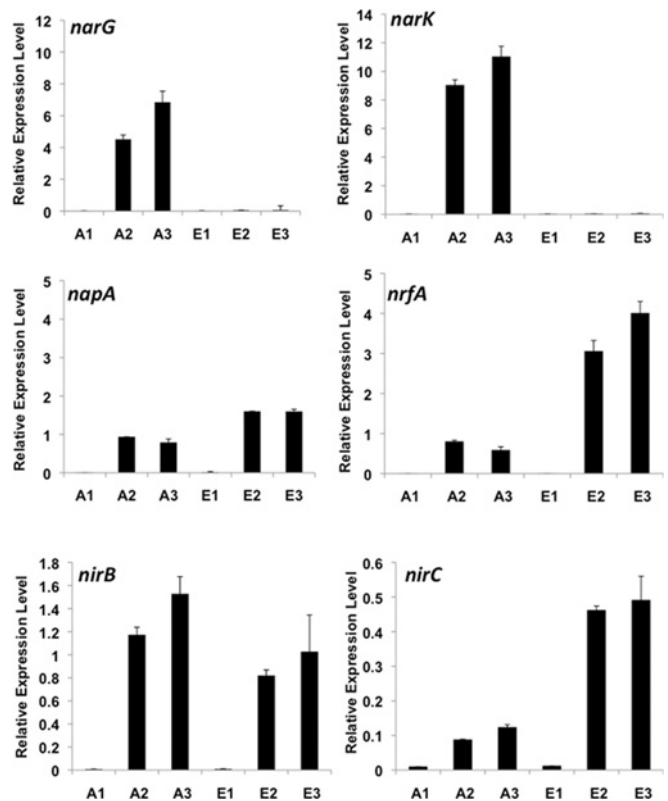 narG
Relative Expression Level
12
10
8
6
4
2
0
A1 A2 A3 E1 E2 E3
narK
Relative Expression Level
14
12
10
8
6
4
2
0
A1 A2 A3 E1 E2 E3
napA
Relative Expression Level
5
4
3
2
1
0
A1 A2 A3 E1 E2 E3
nrfA
Relative Expression Level
5
4
3
2
1
0
A1 A2 A3 E1 E2 E3
nirB
Relative Expression Level
1.8
1.6
1.4
1.2
1
0.8
0.6
0.4
0.2
0
A1 A2 A3 E1 E2 E3
nirC
Relative Expression Level
0.6
0.5
0.4
0.3
0.2
0.1
0
A1 A2 A3 E1 E2 E3